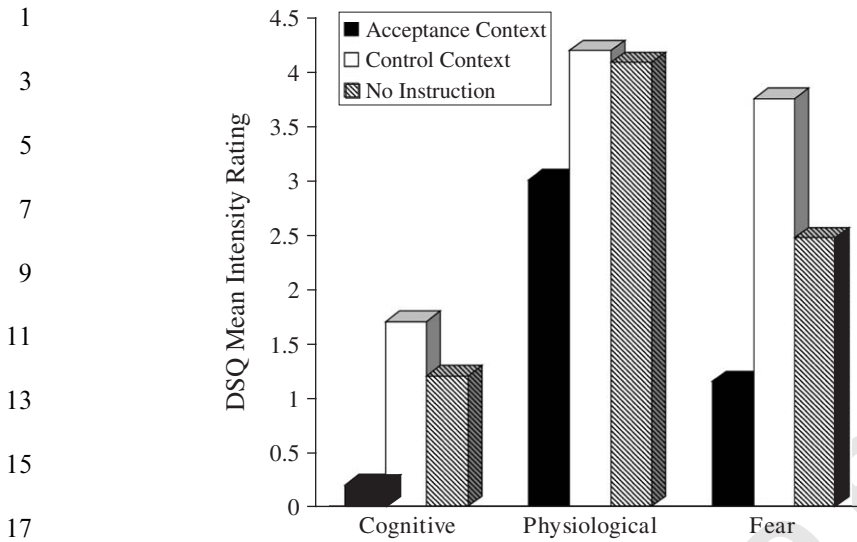 1
3
5
7
9
11
13
15
17
DSQ Mean Intensity Rating
4.5
4
3.5
3
2.5
2
1.5
1
0.5
0
Acceptance Context
Control Context
No Instruction
Cognitive
Physiological
Fear